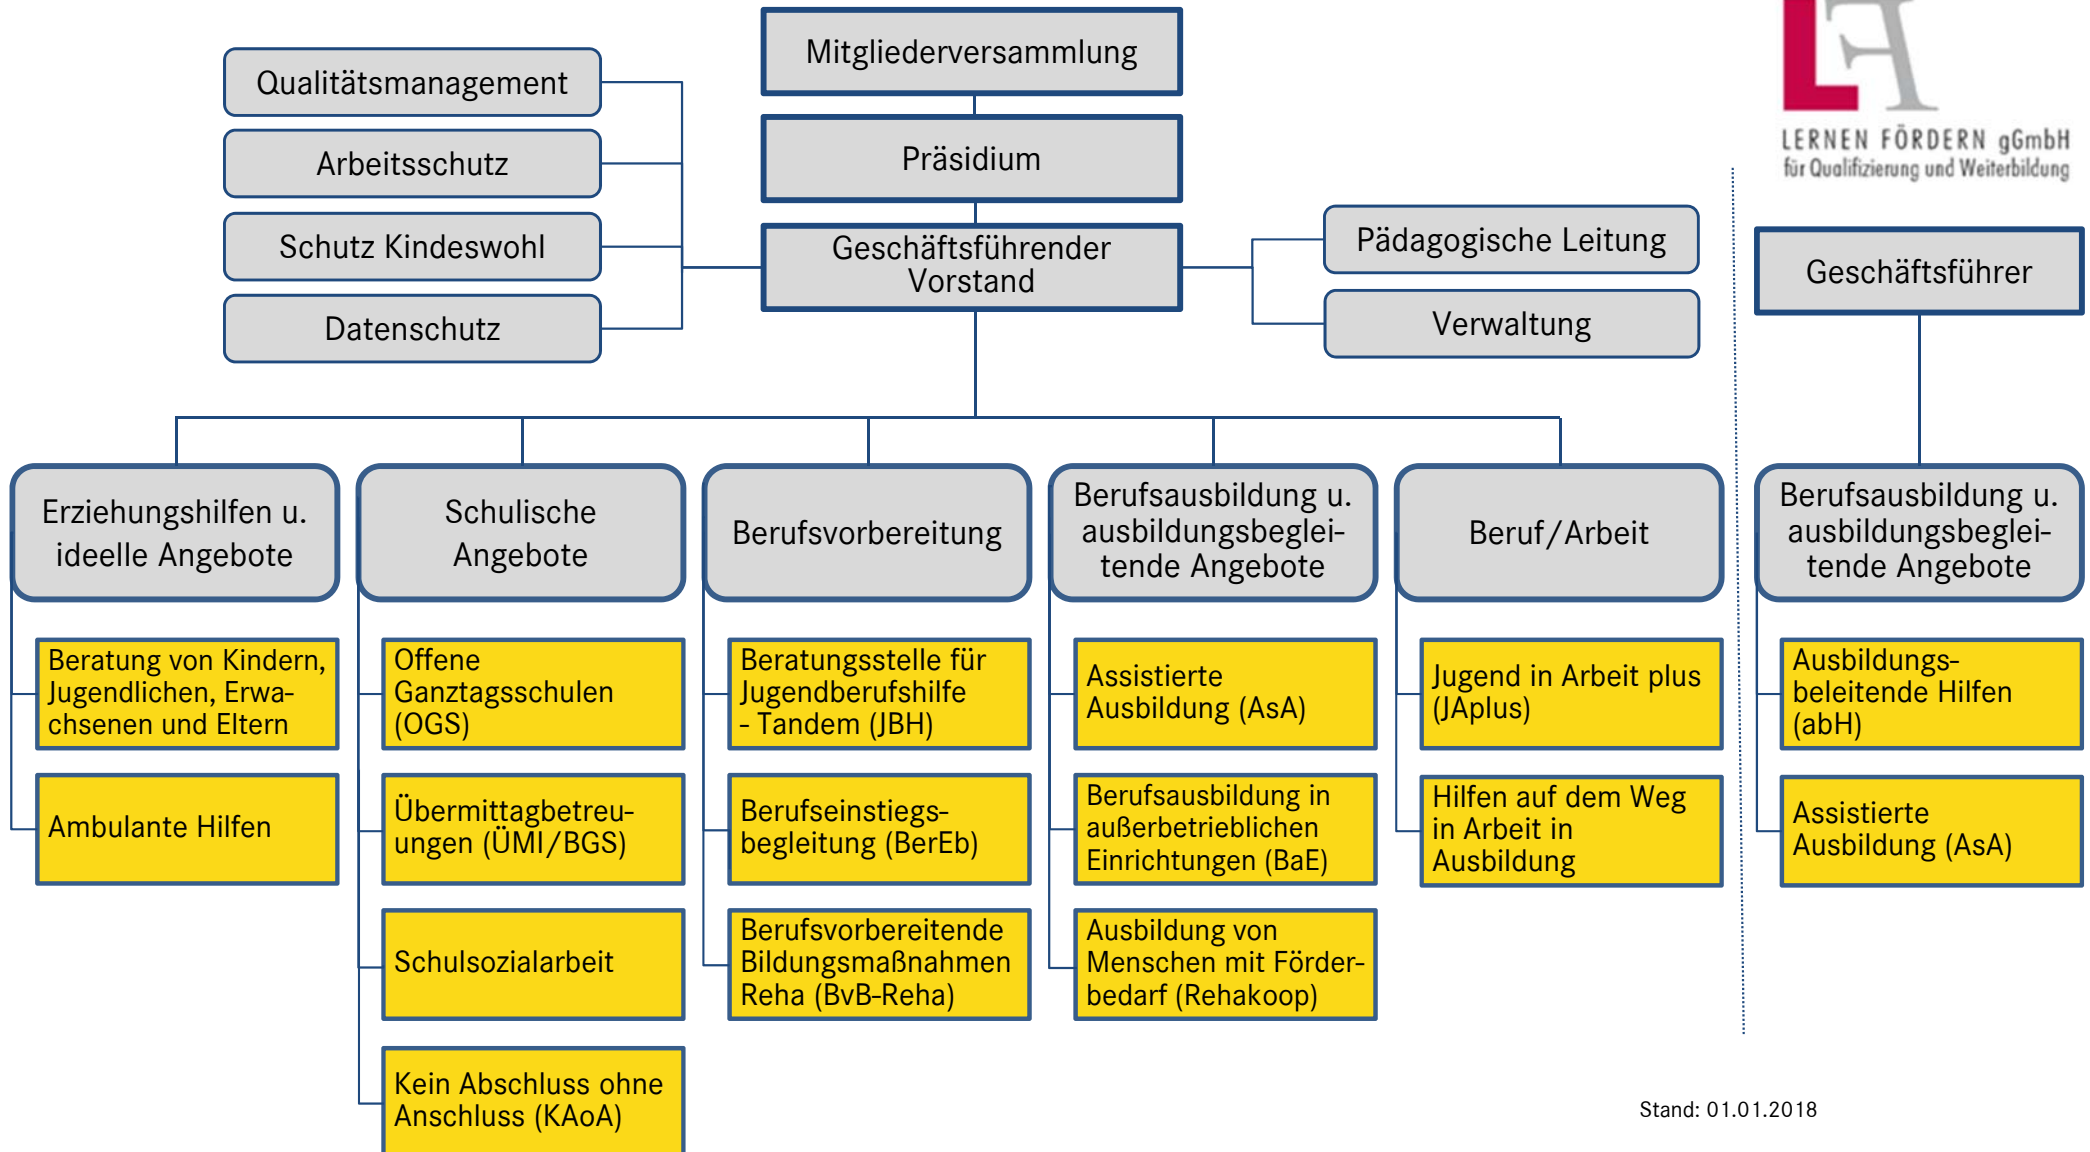 Mitgliederversammlung
Präsidium
Geschäftsführender
Vorstand
Qualitätsmanagement
Arbeitsschutz
Schutz Kindeswohl
Datenschutz
Pädagogische Leitung
Verwaltung
LERNEN FÖRDERN gGmbH
für Qualifizierung und Weiterbildung
Geschäftsführer
Erziehungshilfen u.
ideelle Angebote
Beratung von Kindern,
Jugendlichen, Erwa-
chsenen und Eltern
Ambulante Hilfen
Schulische
Angebote
Offene
Ganztagsschulen
(OGS)
Übermittagbetreu-
ungen (ÜMI/BGS)
Schulsozialarbeit
Kein Abschluss ohne
Anschluss (KAoA)
Berufsvorbereitung
Beratungsstelle für
Jugendberufshilfe
- Tandem (JBH)
Berufseinstiegs-
begleitung (BerEb)
Berufsvorbereitende
Bildungsmaßnahmen
Reha (BvB-Reha)
Berufsausbildung u.
ausbildungsbeglei-
tende Angebote
Assistierte
Ausbildung (AsA)
Berufsausbildung in
außerbetrieblichen
Einrichtungen (BaE)
Ausbildung von
Menschen mit Förder-
bedarf (Rehakoop)
Beruf/Arbeit
Jugend in Arbeit plus
(JAplus)
Hilfen auf dem Weg
in Arbeit in
Ausbildung
Berufsausbildung u.
ausbildungsbeglei-
tende Angebote
Ausbildungs-
beleitende Hilfen
(abH)
Assistierte
Ausbildung (AsA)
Stand: 01.01.2018